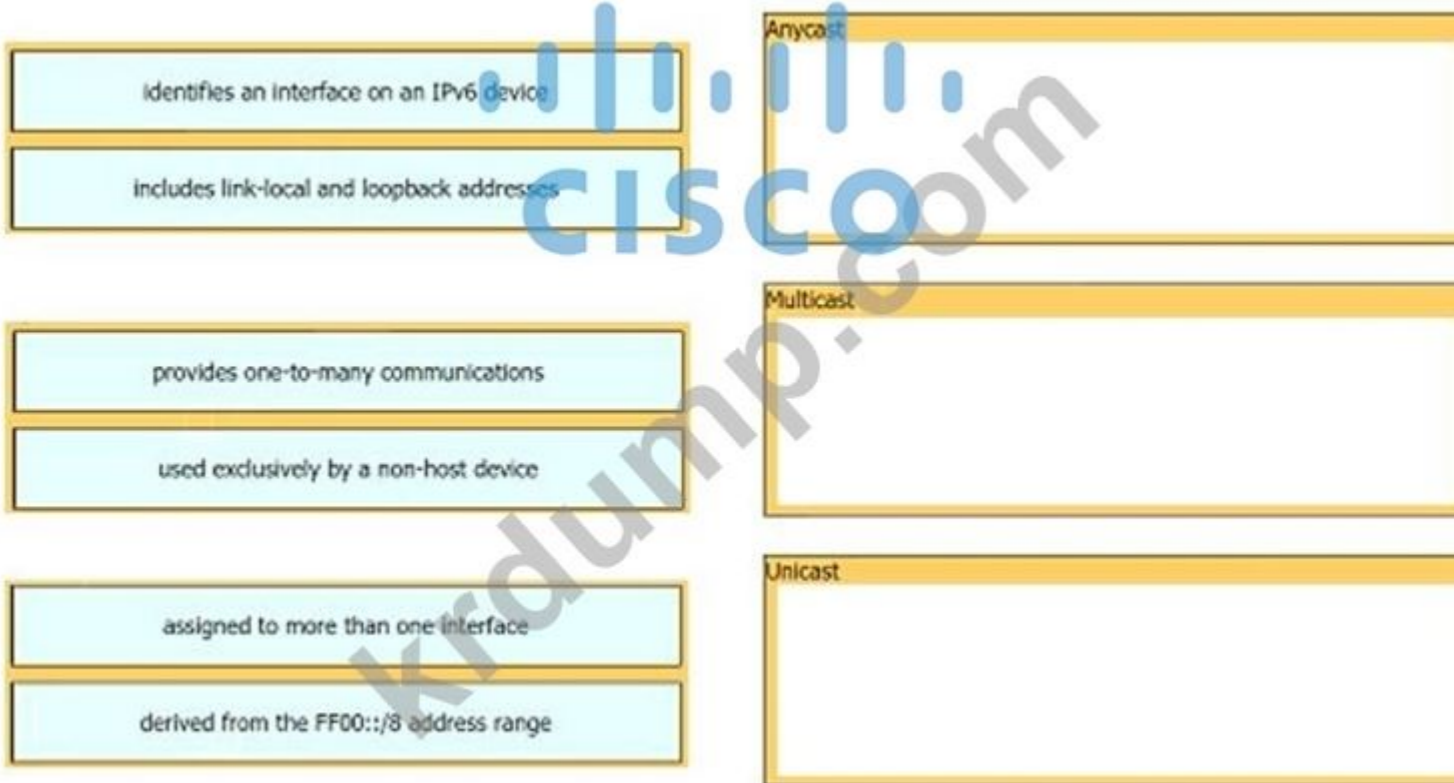 identifies an interface on an IPv6 device
includes link-local and loopback addresses
provides one-to-many communications
used exclusively by a non-host device
assigned to more than one interface
derived from the FF00::/8 address range
Anycast
Multicast
Unicast
CISCO
krdump.com